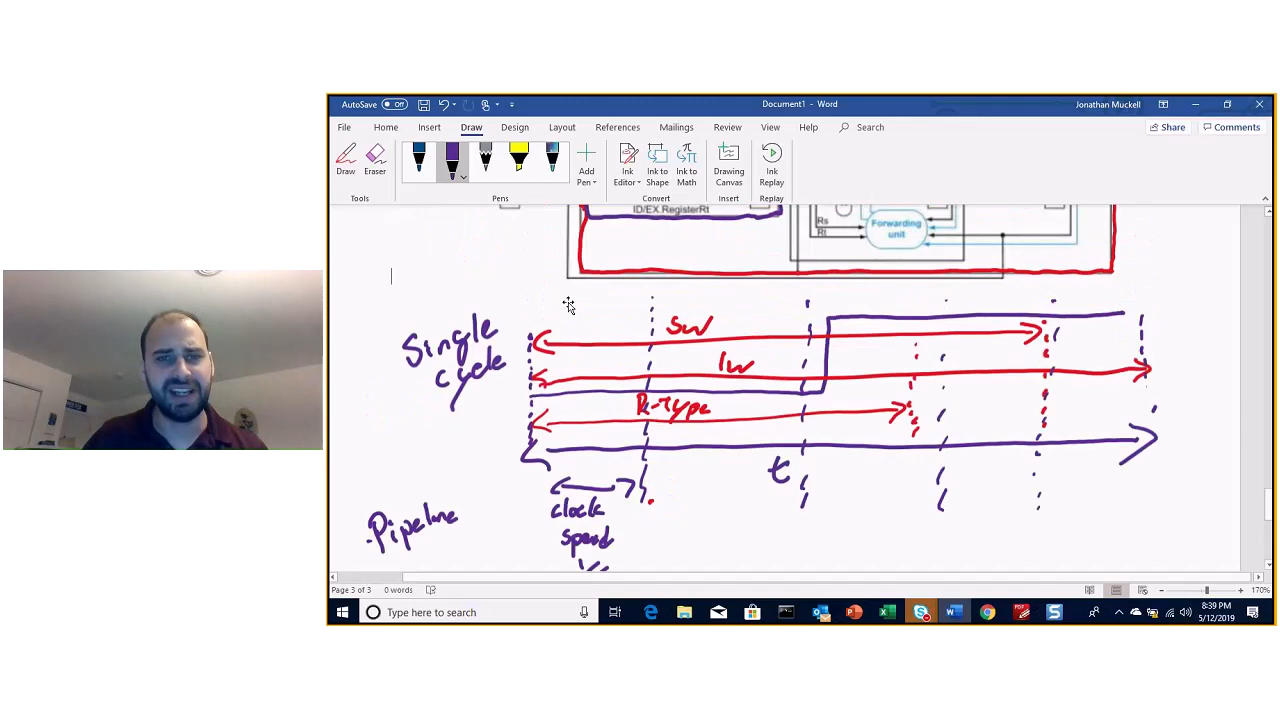 AutoSave Off
Document1 - Word
Jonathan Muckell
File Home Insert Draw Design Layout References Mailings Review View Help Search
Share Comments
Draw Eraser
Add Pen
Ink Editor
Ink to Shape
Ink to Math
Drawing Canvas
Ink Replay
Tools Pens Convert Insert Replay
ID/EX RegisterRt
Rs
Rt
Forwarding
unit
Single
cycle
sw
lw
R-Type
t
clock
speed
Pipeline
Page 3 of 3 0 words
170%
Type here to search
8:39 PM
5/12/2019